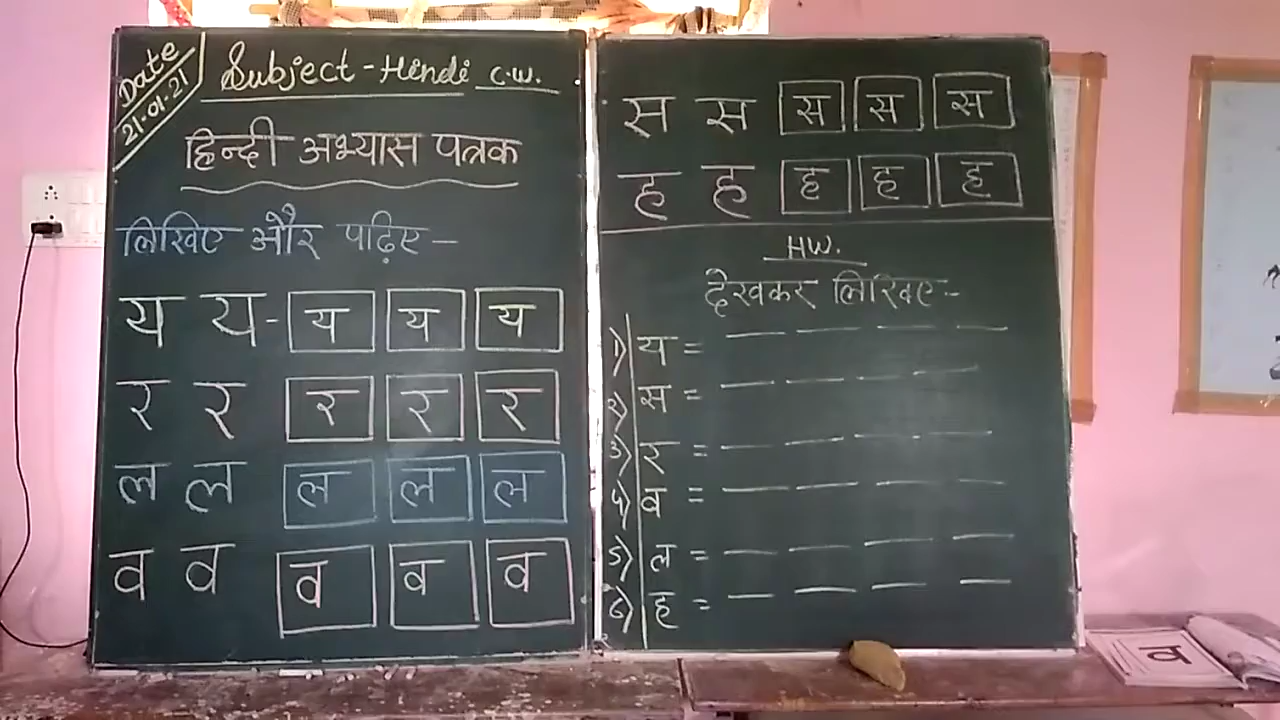 Date
21-01-21
Subject - Hindi C.W.
हिन्दी अभ्यास पत्रक
लिखिए और पढ़िए -
य य - य य य
र र र र र
ल ल ल ल ल
व व व व व
स स स स स
ह ह ह ह ह
H.W.
देखकर लिखिए :-
1) य = — — — —
2) स = — — — —
3) र = — — — —
4) व = — — — —
5) ल = — — — —
6) ह = — — — —
व